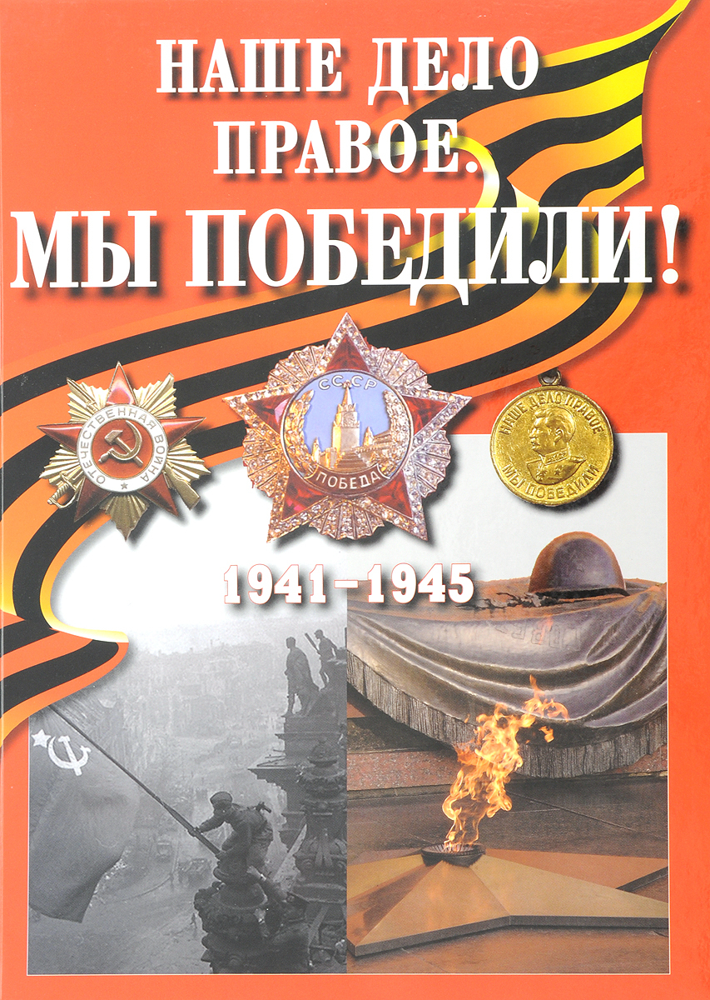 НАШЕ ДЕЛО
ПРАВОЕ.
МЫ ПОБЕДИЛИ!
ОТЕЧЕСТВЕННАЯ ВОЙНА
СССР
ПОБЕДА
НАШЕ ДЕЛО ПРАВОЕ
МЫ ПОБЕДИЛИ
1941–1945